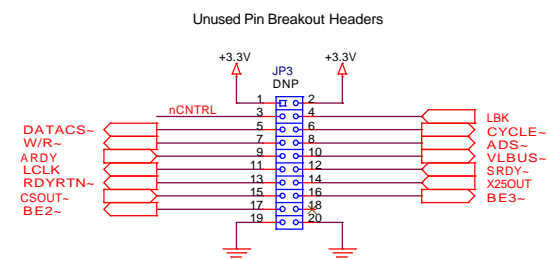 Unused Pin Breakout Headers
+3.3V +3.3V
JP3
DNP
1 2
nCNTRL 3 4 LBK
DATACS~ 5 6 CYCLE~
W/R~ 7 8 ADS~
ARDY 9 10 VLBUS~
LCLK 11 12 SRDY~
RDYRTN~ 13 14 X25OUT
CSOUT~ 15 16 BE3~
BE2~ 17 18
19 20